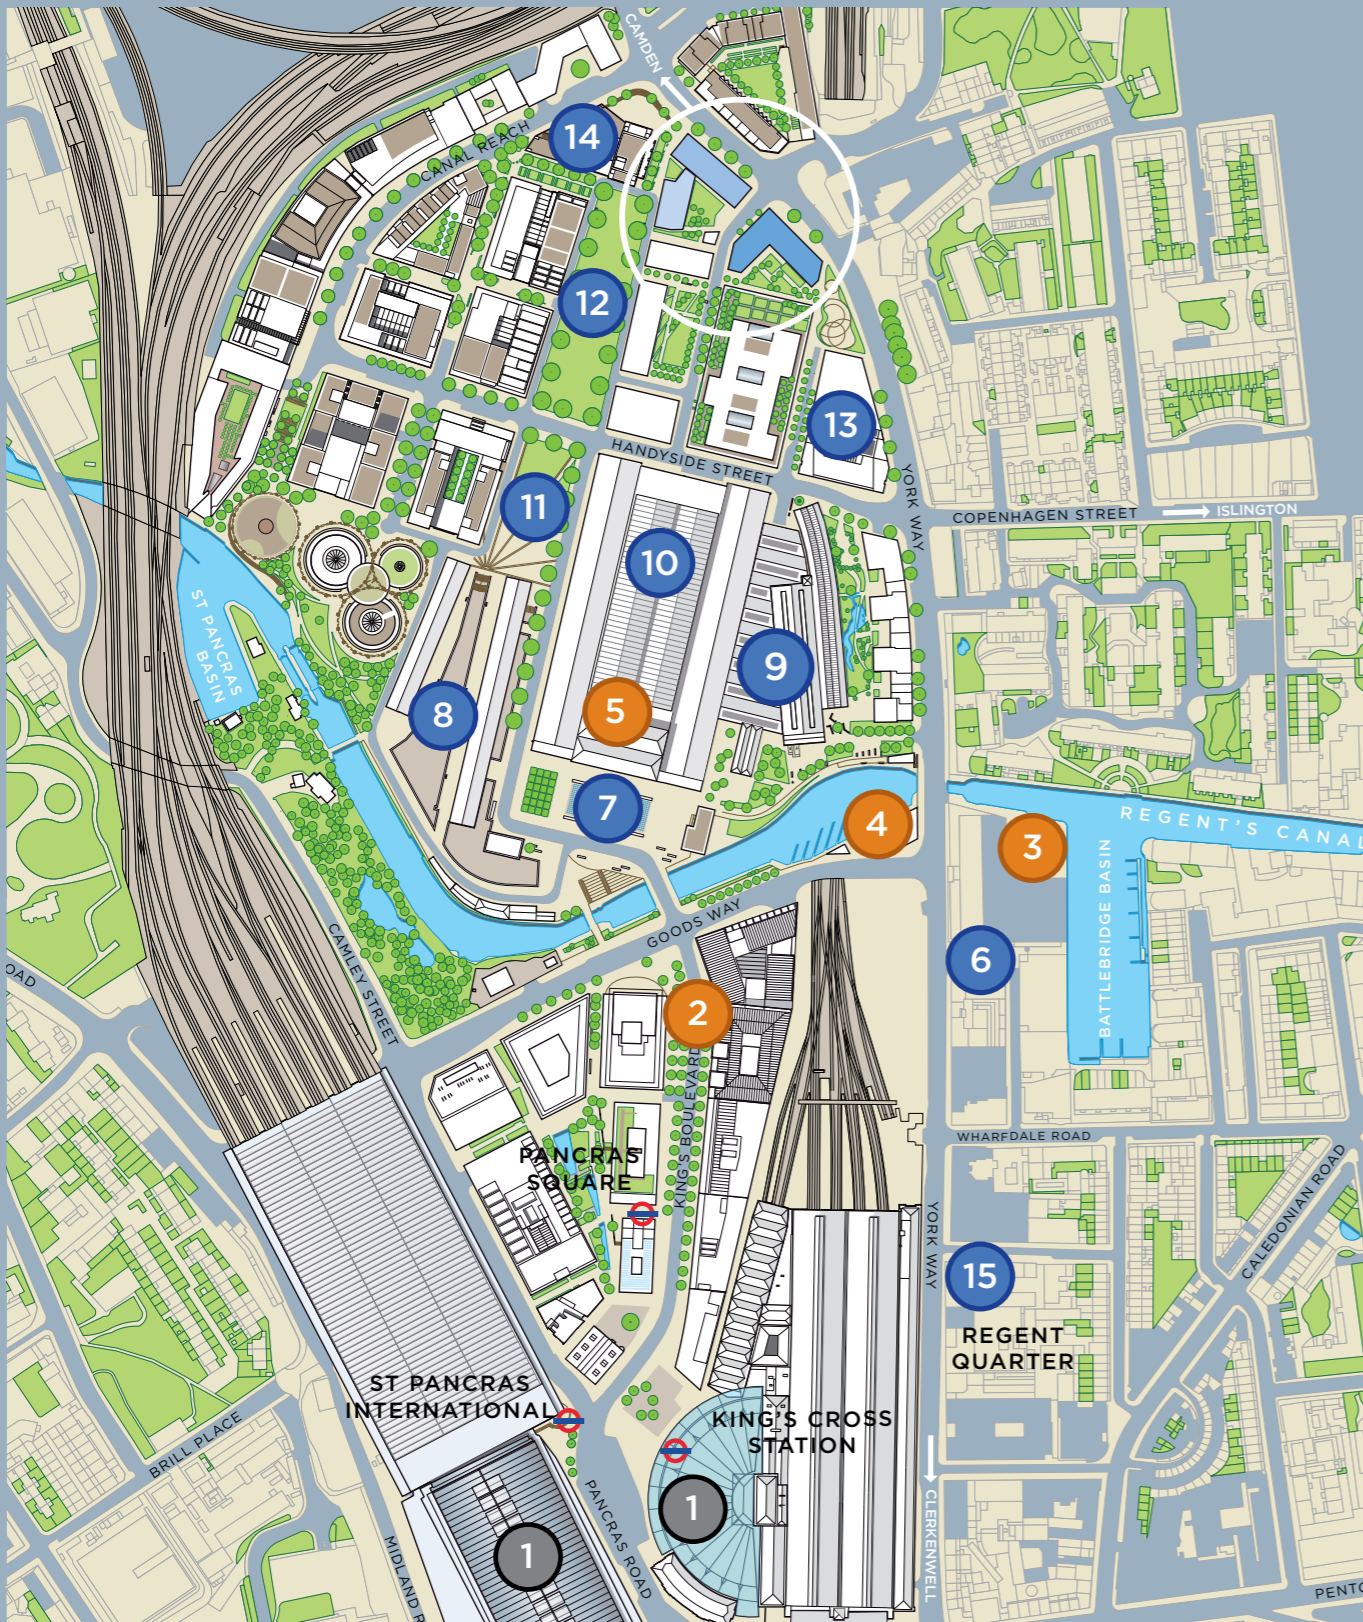 CAMDEN
14
CANAL REACH
12
13
HANDYSIDE STREET
11
YORK WAY
COPENHAGEN STREET
ISLINGTON
10
ST PANCRAS
BASIN
9
8
5
7
4
3
REGENT'S CANAL
BATTLEBRIDGE BASIN
GOODS WAY
6
CAMLEY STREET
OAD
2
KING'S BOULEVARD
WHARFDALE ROAD
PANCRAS
SQUARE
CALEDONIAN ROAD
YORK WAY
15
REGENT
QUARTER
ST PANCRAS
INTERNATIONAL
KING'S CROSS
STATION
BRILL PLACE
1
1
PANCRAS ROAD
MIDLAND R
CLERKENWELL
PENTO